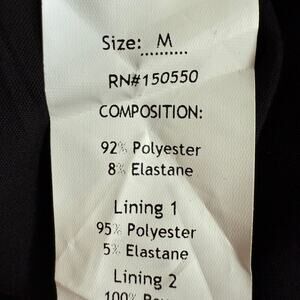 Size: M
RN#150550
COMPOSITION:
92% Polyester
8% Elastane
Lining 1
95% Polyester
5% Elastane
Lining 2
100%